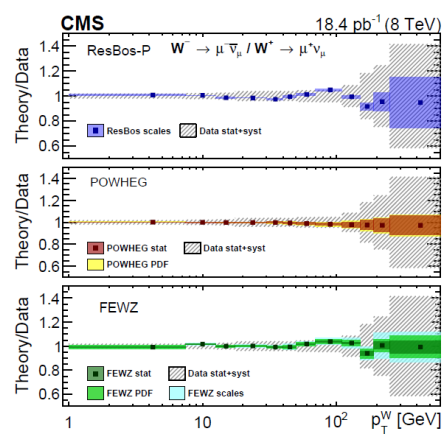 CMS 18.4 pb⁻¹ (8 TeV)
ResBos-P W⁻ → μ⁻ν̅_μ / W⁺ → μ⁺ν_μ
Theory/Data
1.4
1.2
1
0.8
0.6
ResBos scales Data stat+syst
POWHEG
Theory/Data
1.4
1.2
1
0.8
0.6
POWHEG stat Data stat+syst
POWHEG PDF
FEWZ
Theory/Data
1.4
1.2
1
0.8
0.6
FEWZ stat Data stat+syst
FEWZ PDF FEWZ scales
1 10 10² p_T^W [GeV]